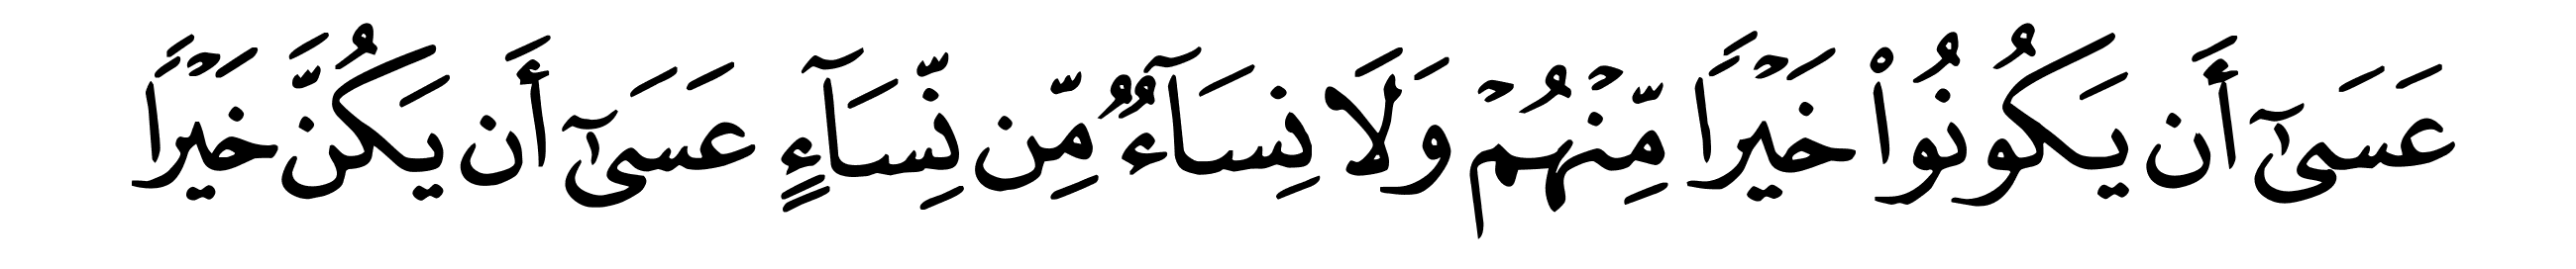 عَسَىٰٓ أَن يَكُونُواْ خَيْرًا مِّنْهُمْ وَلَا نِسَآءٌ مِّن نِّسَآءٍ عَسَىٰٓ أَن يَكُنَّ خَيْرًا